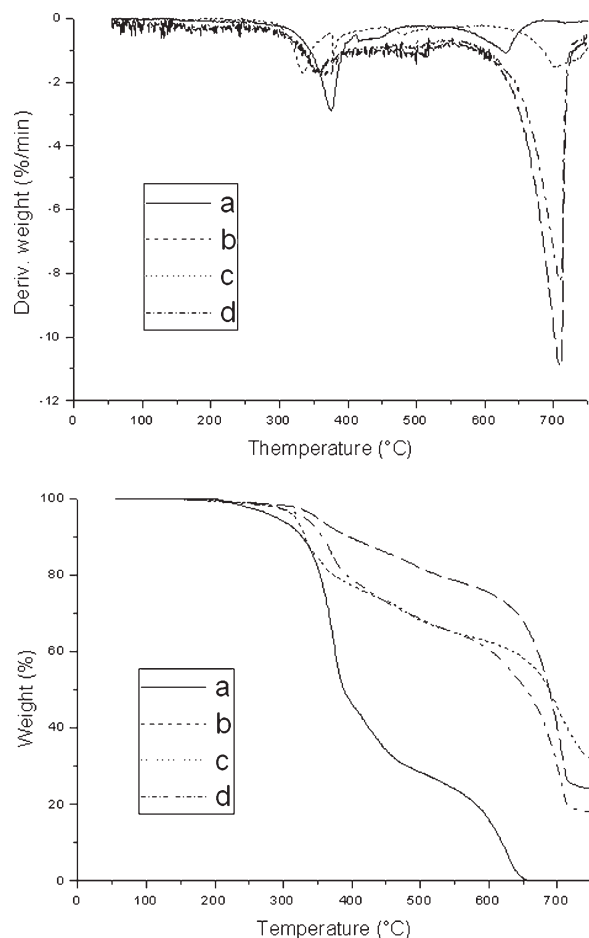 Deriv. weight (%/min)
0
-2
-4
-6
-8
-10
-12
a
b
c
d
0 100 200 300 400 500 600 700
Themperature (°C)
Weight (%)
100
80
60
40
20
0
a
b
c
d
0 100 200 300 400 500 600 700
Temperature (°C)